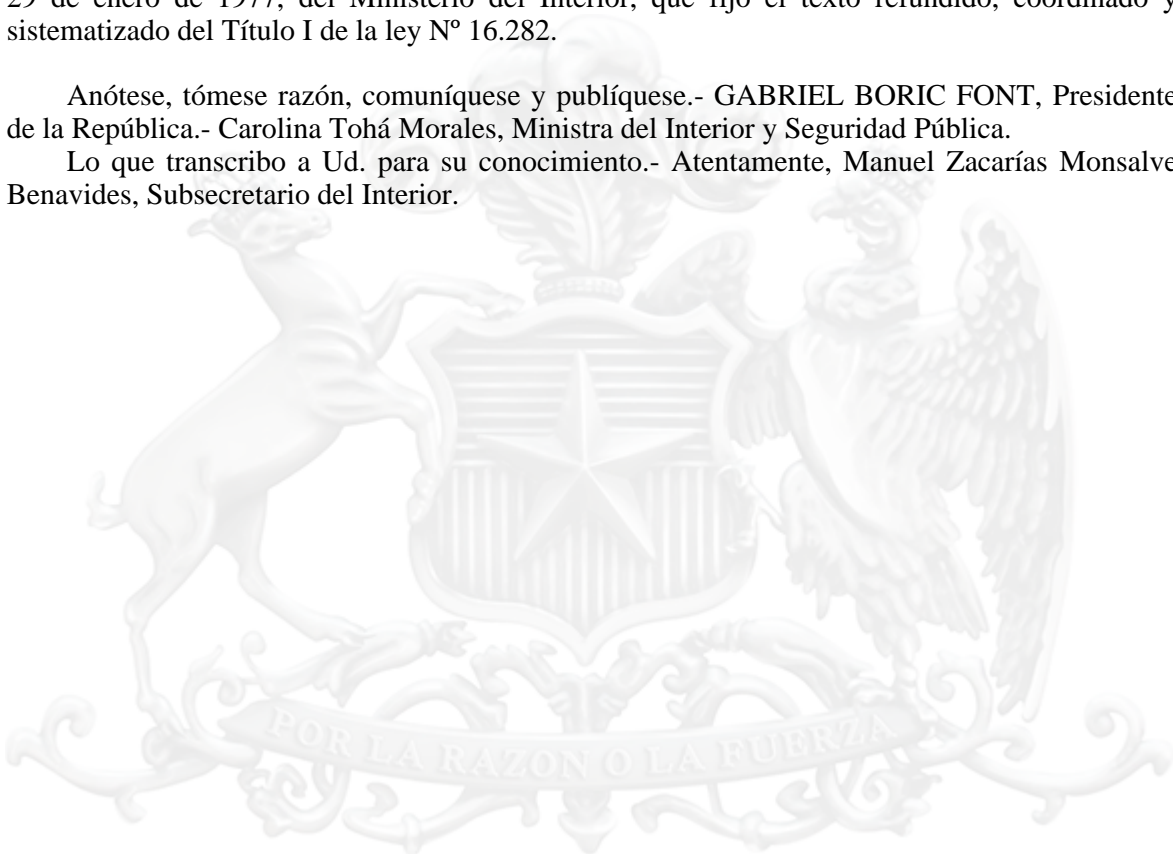 29 de enero de 1977, del Ministerio del Interior, que fijó el texto refundido, coordinado y
sistematizado del Título I de la ley Nº 16.282.
Anótese, tómese razón, comuníquese y publíquese.- GABRIEL BORIC FONT, Presidente
de la República.- Carolina Tohá Morales, Ministra del Interior y Seguridad Pública.
Lo que transcribo a Ud. para su conocimiento.- Atentamente, Manuel Zacarías Monsalve
Benavides, Subsecretario del Interior.
POR LA RAZON O LA FUERZA